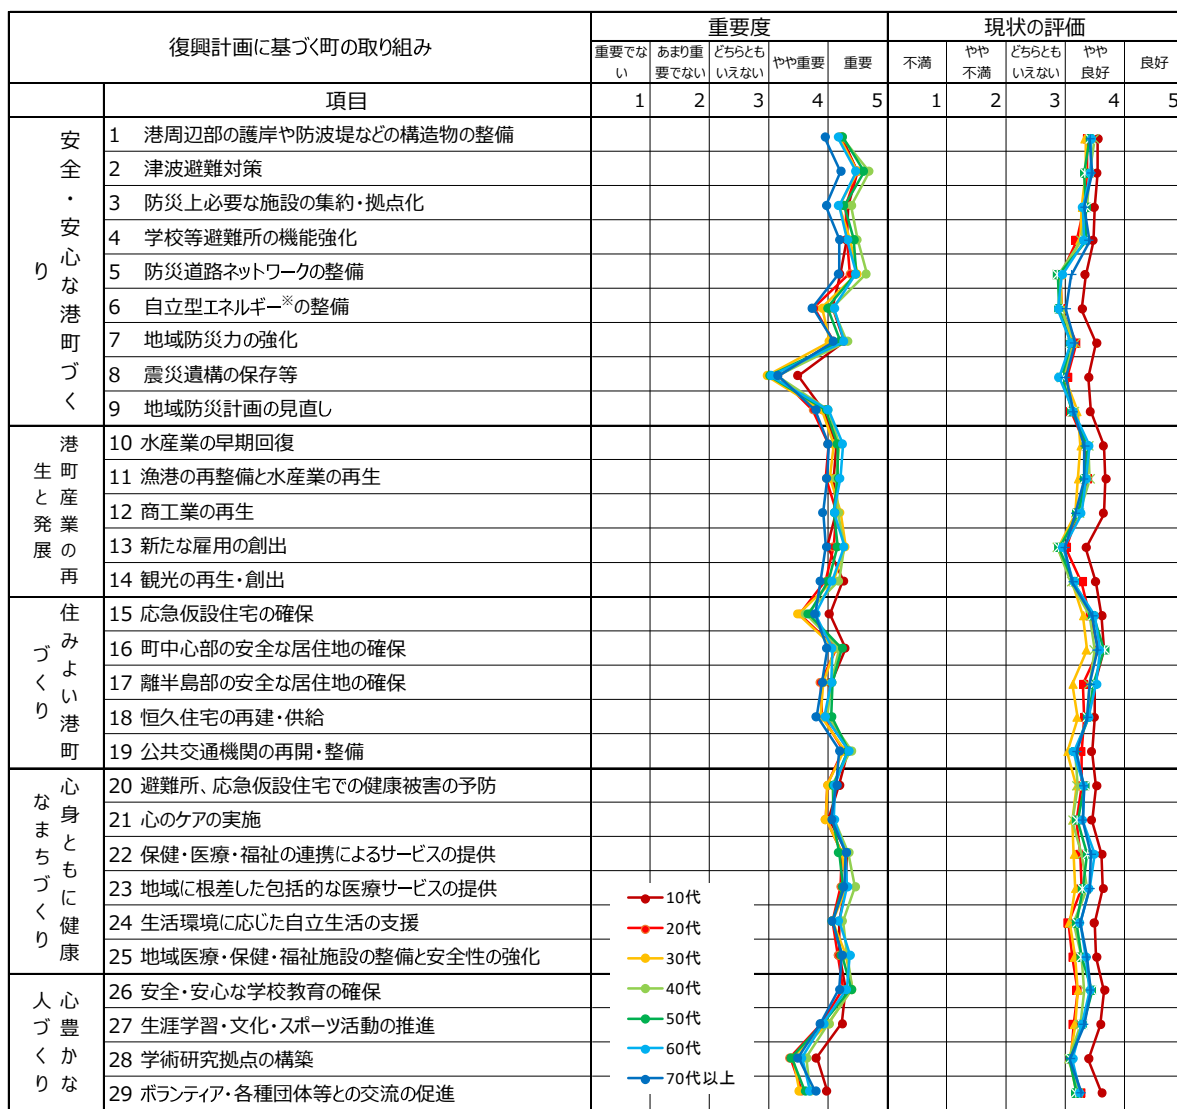 復興計画に基づく町の取り組み
重要度
現状の評価
重要でない
あまり重要でない
どちらともいえない
やや重要
重要
不満
やや不満
どちらともいえない
やや良好
良好
項目
1 2 3 4 5 1 2 3 4 5
安全・安心な港町づくり
1 港周辺部の護岸や防波堤などの構造物の整備
2 津波避難対策
3 防災上必要な施設の集約・拠点化
4 学校等避難所の機能強化
5 防災道路ネットワークの整備
6 自立型エネルギー※の整備
7 地域防災力の強化
8 震災遺構の保存等
9 地域防災計画の見直し
港町産業の再生と発展
10 水産業の早期回復
11 漁港の再整備と水産業の再生
12 商工業の再生
13 新たな雇用の創出
14 観光の再生・創出
住みよい港町づくり
15 応急仮設住宅の確保
16 町中心部の安全な居住地の確保
17 離半島部の安全な居住地の確保
18 恒久住宅の再建・供給
19 公共交通機関の再開・整備
心身ともに健康なまちづくり
20 避難所、応急仮設住宅での健康被害の予防
21 心のケアの実施
22 保健・医療・福祉の連携によるサービスの提供
23 地域に根差した包括的な医療サービスの提供
24 生活環境に応じた自立生活の支援
25 地域医療・保健・福祉施設の整備と安全性の強化
心豊かな人づくり
26 安全・安心な学校教育の確保
27 生涯学習・文化・スポーツ活動の推進
28 学術研究拠点の構築
29 ボランティア・各種団体等との交流の促進
10代
20代
30代
40代
50代
60代
70代以上